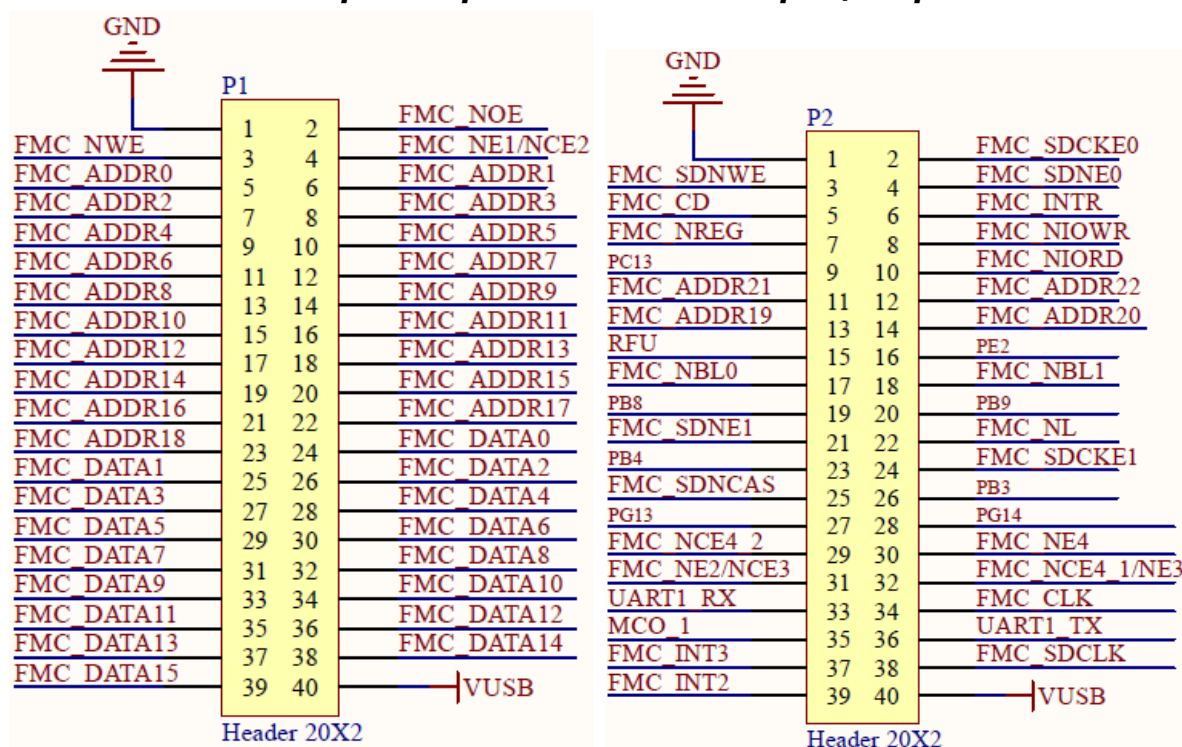 GND
P1
1 2 FMC_NOE
FMC_NWE 3 4 FMC_NE1/NCE2
FMC_ADDR0 5 6 FMC_ADDR1
FMC_ADDR2 7 8 FMC_ADDR3
FMC_ADDR4 9 10 FMC_ADDR5
FMC_ADDR6 11 12 FMC_ADDR7
FMC_ADDR8 13 14 FMC_ADDR9
FMC_ADDR10 15 16 FMC_ADDR11
FMC_ADDR12 17 18 FMC_ADDR13
FMC_ADDR14 19 20 FMC_ADDR15
FMC_ADDR16 21 22 FMC_ADDR17
FMC_ADDR18 23 24 FMC_DATA0
FMC_DATA1 25 26 FMC_DATA2
FMC_DATA3 27 28 FMC_DATA4
FMC_DATA5 29 30 FMC_DATA6
FMC_DATA7 31 32 FMC_DATA8
FMC_DATA9 33 34 FMC_DATA10
FMC_DATA11 35 36 FMC_DATA12
FMC_DATA13 37 38 FMC_DATA14
FMC_DATA15 39 40 VUSB
Header 20X2
GND
P2
1 2 FMC_SDCKE0
FMC_SDNWE 3 4 FMC_SDNE0
FMC_CD 5 6 FMC_INTR
FMC_NREG 7 8 FMC_NIOWR
PC13 9 10 FMC_NIORD
FMC_ADDR21 11 12 FMC_ADDR22
FMC_ADDR19 13 14 FMC_ADDR20
RFU 15 16 PE2
FMC_NBL0 17 18 FMC_NBL1
PB8 19 20 PB9
FMC_SDNE1 21 22 FMC_NL
PB4 23 24 FMC_SDCKE1
FMC_SDNCAS 25 26 PB3
PG13 27 28 PG14
FMC_NCE4_2 29 30 FMC_NE4
FMC_NE2/NCE3 31 32 FMC_NCE4_1/NE3
UART1_RX 33 34 FMC_CLK
MCO_1 35 36 UART1_TX
FMC_INT3 37 38 FMC_SDCLK
FMC_INT2 39 40 VUSB
Header 20X2